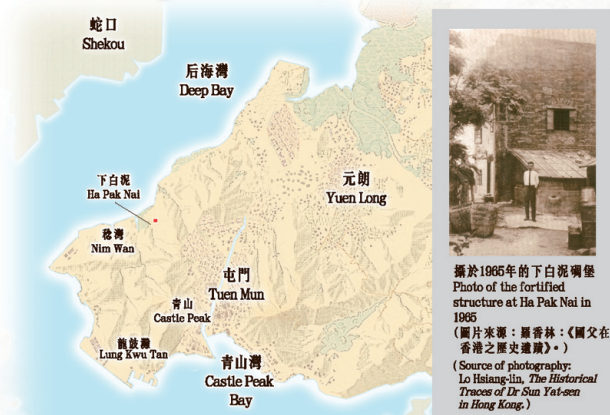 蛇口
Shekou
后海灣
Deep Bay
下白泥
Ha Pak Nai
元朗
Yuen Long
稔灣
Nim Wan
屯門
Tuen Mun
青山
Castle Peak
龍鼓灘
Lung Kwu Tan
青山灣
Castle Peak
Bay
攝於1965年的下白泥碉堡
Photo of the fortified
structure at Ha Pak Nai in
1965
(圖片來源：羅香林：《國父在
香港之歷史遺蹟》。)
(Source of photography:
Lo Hsiang-lin, The Historical
Traces of Dr Sun Yat-sen
in Hong Kong.)